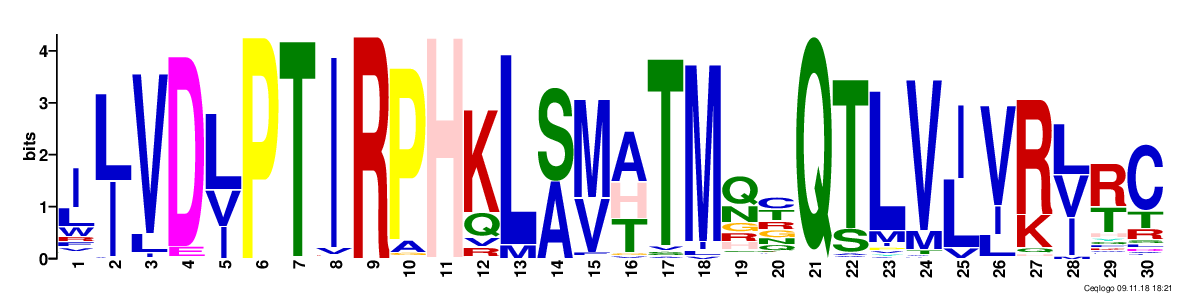 bits
4
3
2
1
0
I L V D L P T I R P H K L S M A T M Q C Q T L V I V R L R C
L I L E V A Q L A V H N T S M M L I K V T T
W I V M T G R L I R
R R
1 2 3 4 5 6 7 8 9 10 11 12 13 14 15 16 17 18 19 20 21 22 23 24 25 26 27 28 29 30
Ceqlogo 09.11.18 18:21